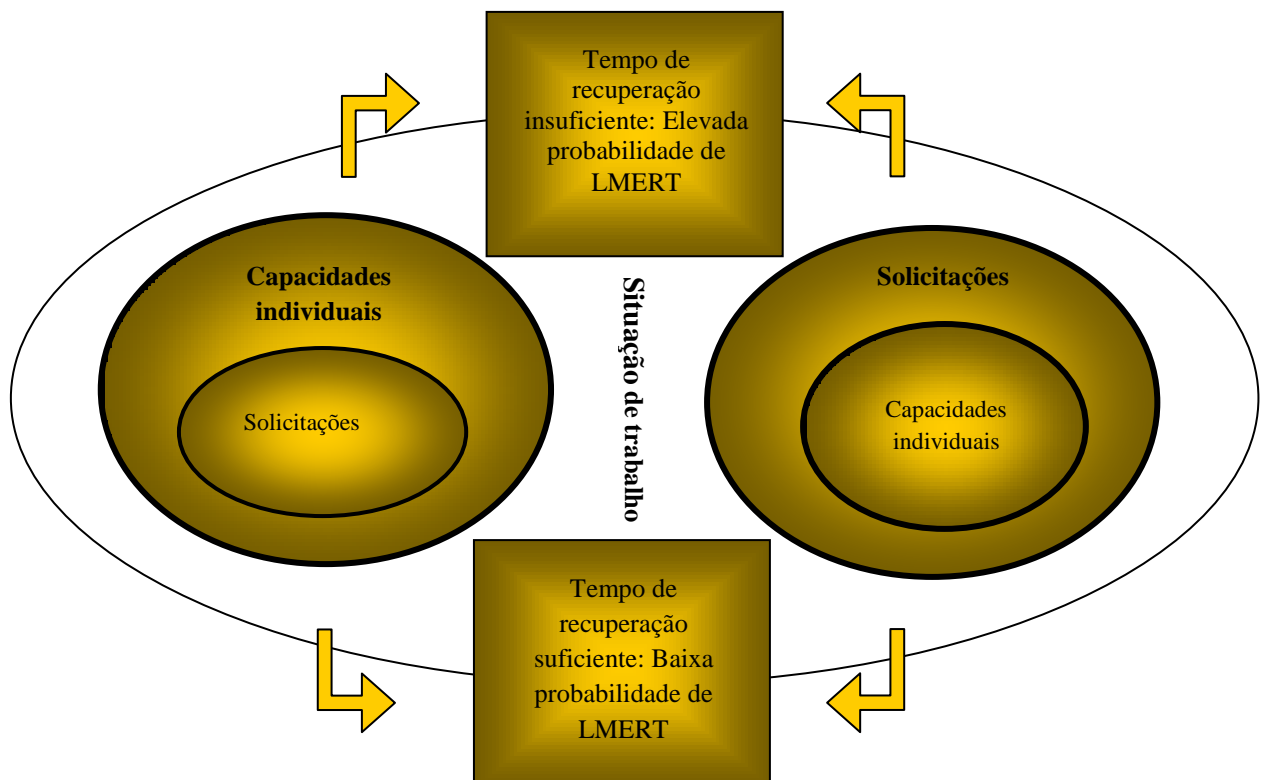 Tempo de
recuperação
insuficiente: Elevada
probabilidade de
LMERT
Capacidades
individuais
Solicitações
Situação de trabalho
Solicitações
Capacidades
individuais
Tempo de
recuperação
suficiente: Baixa
probabilidade de
LMERT